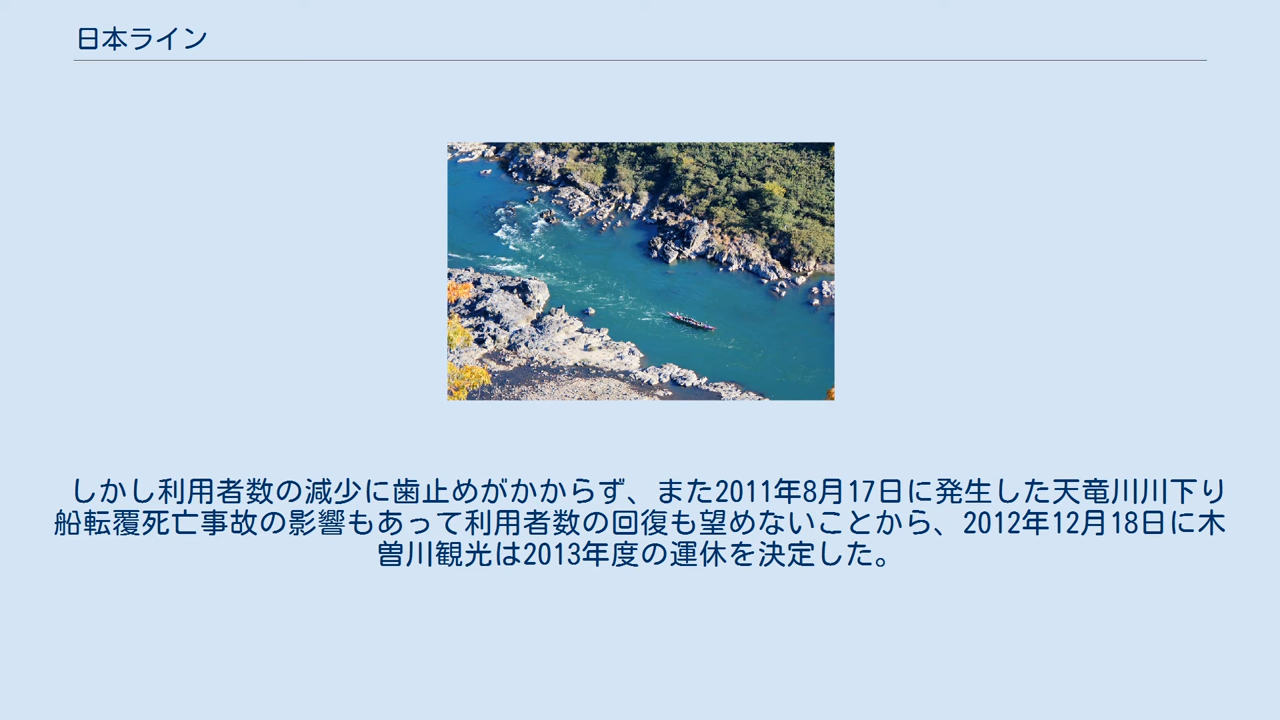 日本ライン
しかし利用者数の減少に歯止めがかからず、また2011年8月17日に発生した天竜川川下り
船転覆死亡事故の影響もあって利用者数の回復も望めないことから、2012年12月18日に木
曽川観光は2013年度の運休を決定した。